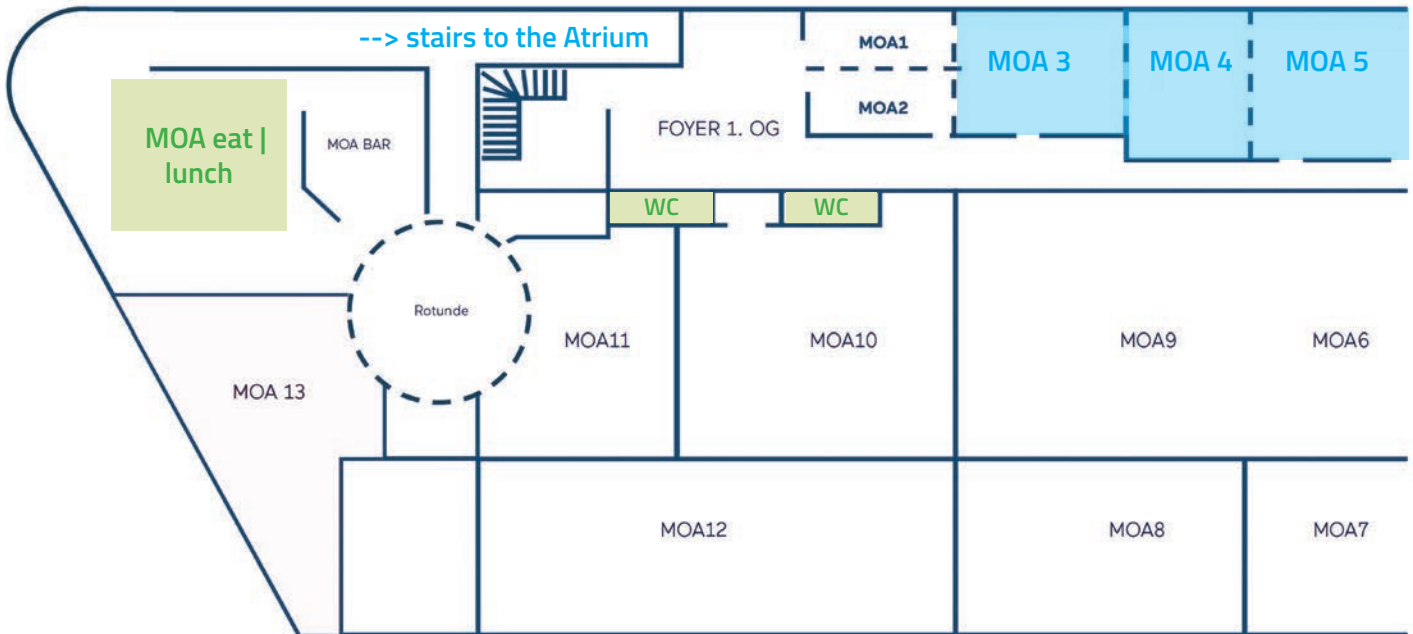 --> stairs to the Atrium
MOA1
MOA2
MOA 3
MOA 4
MOA 5
MOA eat |
lunch
MOA BAR
FOYER 1. OG
WC
WC
Rotunde
MOA11
MOA10
MOA9
MOA6
MOA 13
MOA12
MOA8
MOA7